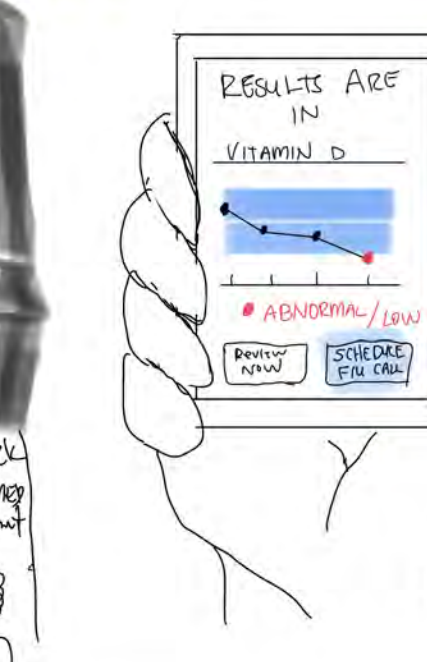 RESULTS ARE
IN
VITAMIN D
ABNORMAL/LOW
REVIEW
NOW
SCHEDULE
F/U CALL